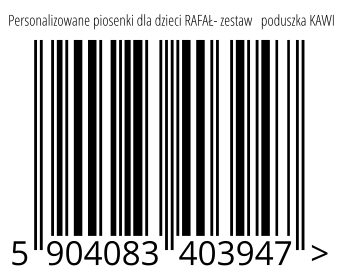 Personalizowane piosenki dla dzieci RAFAŁ- zestaw poduszka KAWI
5 904083 403947 >